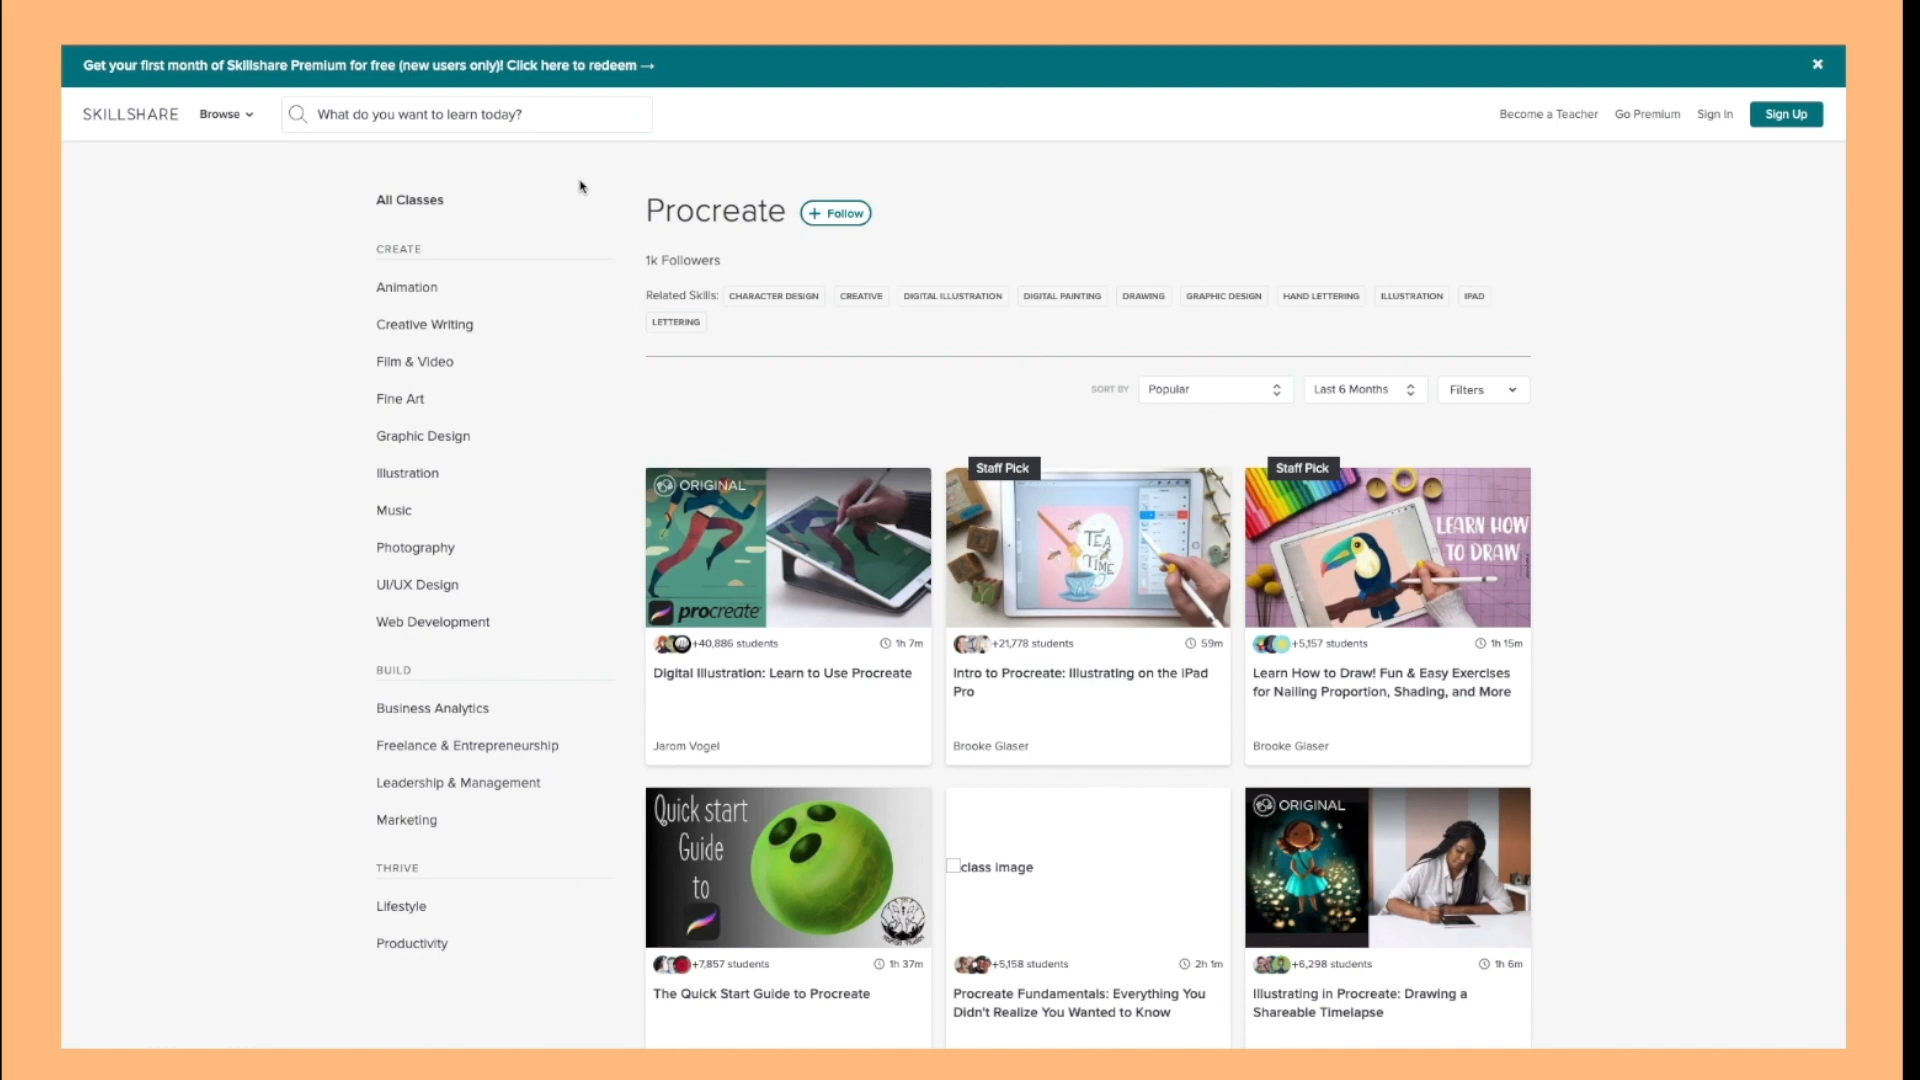 Get your first month of Skillshare Premium for free (new users only)! Click here to redeem →
SKILLSHARE
Browse
What do you want to learn today?
Become a Teacher
Go Premium
Sign In
Sign Up
All Classes
CREATE
Animation
Creative Writing
Film & Video
Fine Art
Graphic Design
Illustration
Music
Photography
UI/UX Design
Web Development
BUILD
Business Analytics
Freelance & Entrepreneurship
Leadership & Management
Marketing
THRIVE
Lifestyle
Productivity
Procreate
+ Follow
1k Followers
Related Skills: CHARACTER DESIGN CREATIVE DIGITAL ILLUSTRATION DIGITAL PAINTING DRAWING GRAPHIC DESIGN HAND LETTERING ILLUSTRATION IPAD
LETTERING
SORT BY Popular Last 6 Months Filters
ORIGINAL
procreate
+40,886 students 1h 7m
Digital Illustration: Learn to Use Procreate
Jarom Vogel
Staff Pick
TEA
TIME
+21,778 students 59m
Intro to Procreate: Illustrating on the iPad
Pro
Brooke Glaser
Staff Pick
LEARN HOW
TO DRAW
+5,157 students 1h 15m
Learn How to Draw! Fun & Easy Exercises
for Nailing Proportion, Shading, and More
Brooke Glaser
Quick start
Guide
to
+7,857 students 1h 37m
The Quick Start Guide to Procreate
class image
+5,158 students 2h 1m
Procreate Fundamentals: Everything You
Didn't Realize You Wanted to Know
ORIGINAL
+6,298 students 1h 6m
Illustrating in Procreate: Drawing a
Shareable Timelapse